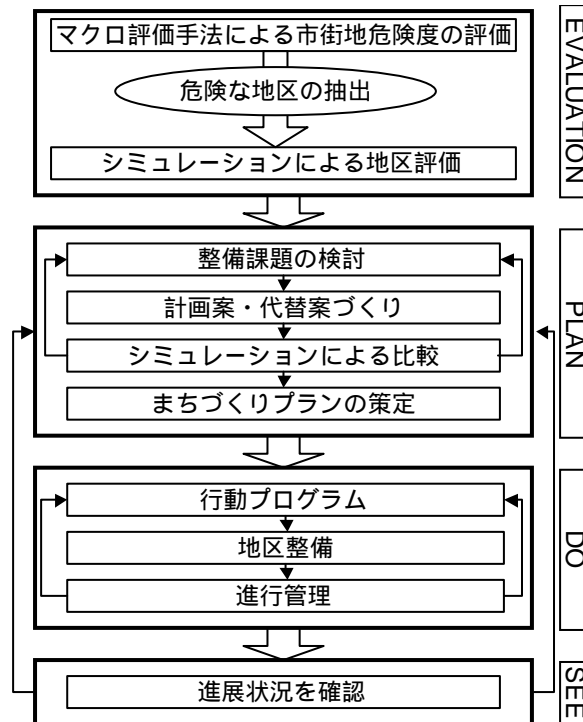 マクロ評価手法による市街地危険度の評価
危険な地区の抽出
シミュレーションによる地区評価
EVALUATION
整備課題の検討
計画案・代替案づくり
シミュレーションによる比較
まちづくりプランの策定
PLAN
行動プログラム
地区整備
進行管理
DO
進展状況を確認
SEE